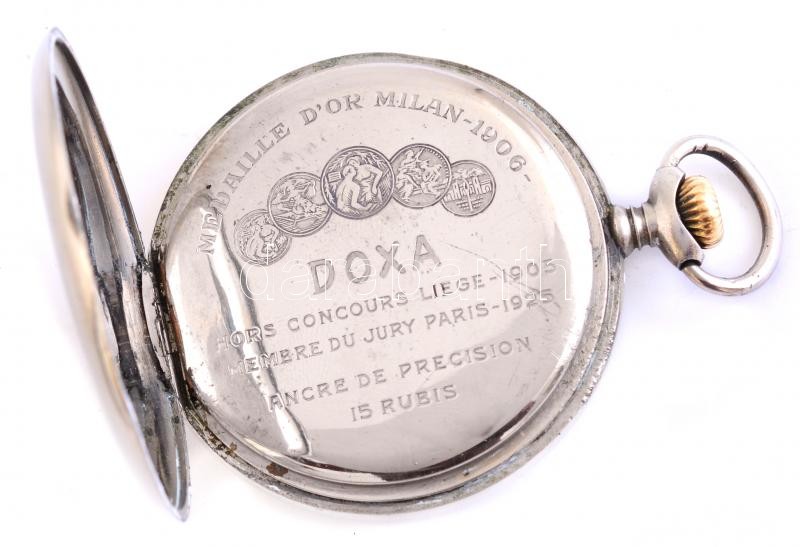 MEDAILLE D'OR MILAN-1906-
DOXA
HORS CONCOURS LIEGE-1905
MEMBRE DU JURY PARIS-1925
ANCRE DE PRECISION
15 RUBIS
darabanth